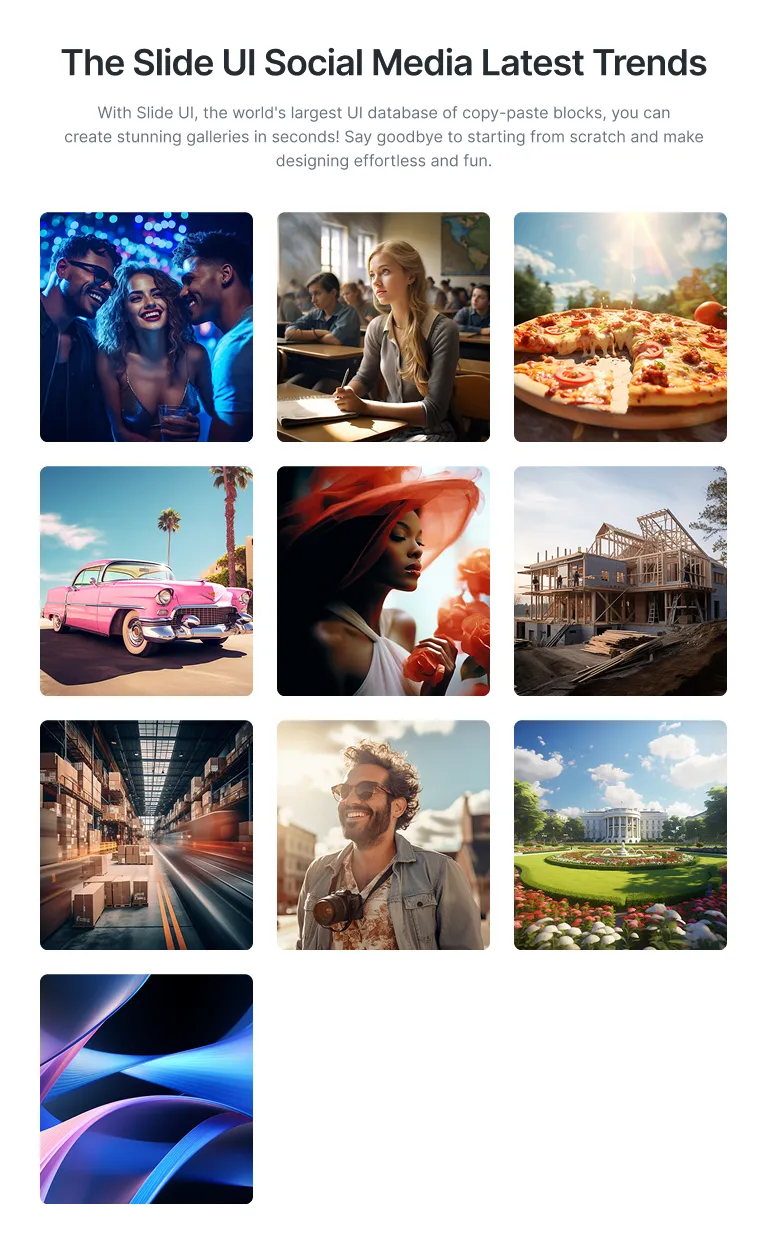 The Slide UI Social Media Latest Trends
With Slide UI, the world's largest UI database of copy-paste blocks, you can
create stunning galleries in seconds! Say goodbye to starting from scratch and make
designing effortless and fun.